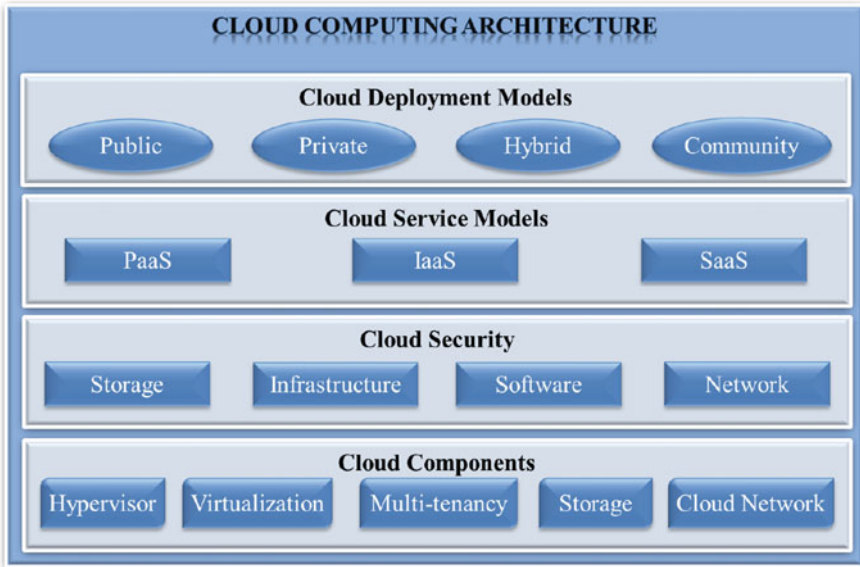 CLOUD COMPUTING ARCHITECTURE
Cloud Deployment Models
Public Private Hybrid Community
Cloud Service Models
PaaS IaaS SaaS
Cloud Security
Storage Infrastructure Software Network
Cloud Components
Hypervisor Virtualization Multi-tenancy Storage Cloud Network